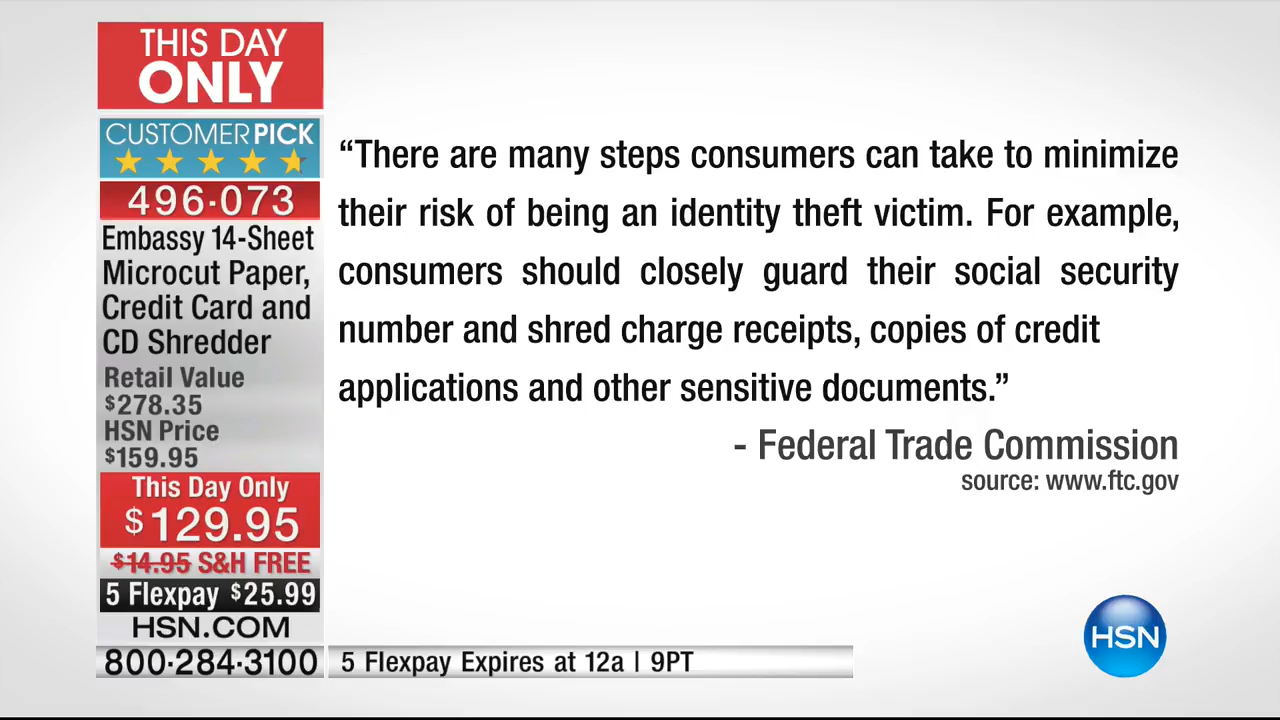 THIS DAY
ONLY
CUSTOMER PICK
496·073
Embassy 14-Sheet
Microcut Paper,
Credit Card and
CD Shredder
Retail Value
$278.35
HSN Price
$159.95
This Day Only
$129.95
$14.95 S&H FREE
5 Flexpay $25.99
HSN.COM
800·284·3100
“There are many steps consumers can take to minimize
their risk of being an identity theft victim. For example,
consumers should closely guard their social security
number and shred charge receipts, copies of credit
applications and other sensitive documents.”
- Federal Trade Commission
source: www.ftc.gov
HSN
5 Flexpay Expires at 12a | 9PT